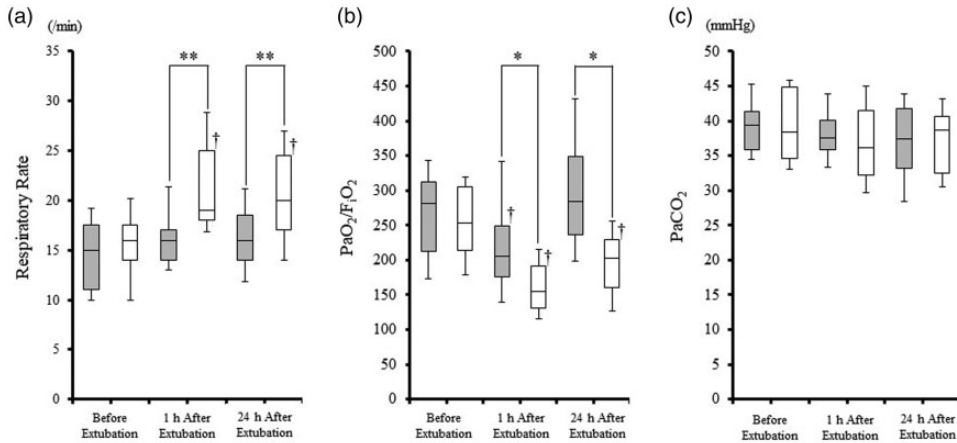 (a)
(/min)
Respiratory Rate
35
30
25
20
15
10
5
0
**
**
†
†
Before
Extubation
1 h After
Extubation
24 h After
Extubation
(b)
PaO2/FiO2
500
450
400
350
300
250
200
150
100
50
0
*
*
†
†
†
Before
Extubation
1 h After
Extubation
24 h After
Extubation
(c)
(mmHg)
PaCO2
50
45
40
35
30
25
20
15
10
5
0
Before
Extubation
1 h After
Extubation
24 h After
Extubation